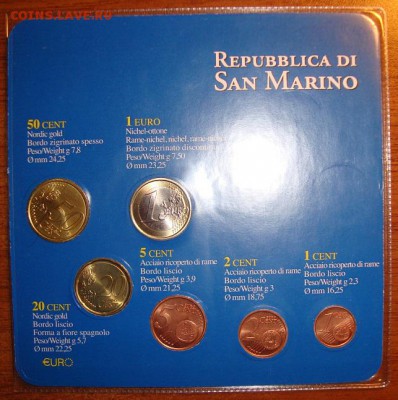 COINSS.RU
REPUBBLICA DI
SAN MARINO
50 CENT
Nordic gold
Bordo zigrinato spesso
Peso/Weight g 7,8
Ø mm 24,25
1 EURO
Nichel-ottone
Rame-nichel, nichel, rame-nichel
Bordo zigrinato discontinuo
Peso/Weight g 7,50
Ø mm 23,25
5 CENT
Acciaio ricoperto di rame
Bordo liscio
Peso/Weight g 3,9
Ø mm 21,25
2 CENT
Acciaio ricoperto di rame
Bordo liscio
Peso/Weight g 3
Ø mm 18,75
1 CENT
Acciaio ricoperto di rame
Bordo liscio
Peso/Weight g 2,3
Ø mm 16,25
20 CENT
Nordic gold
Bordo liscio
Forma a fiore spagnolo
Peso/Weight g 5,7
Ø mm 22,25
€URO